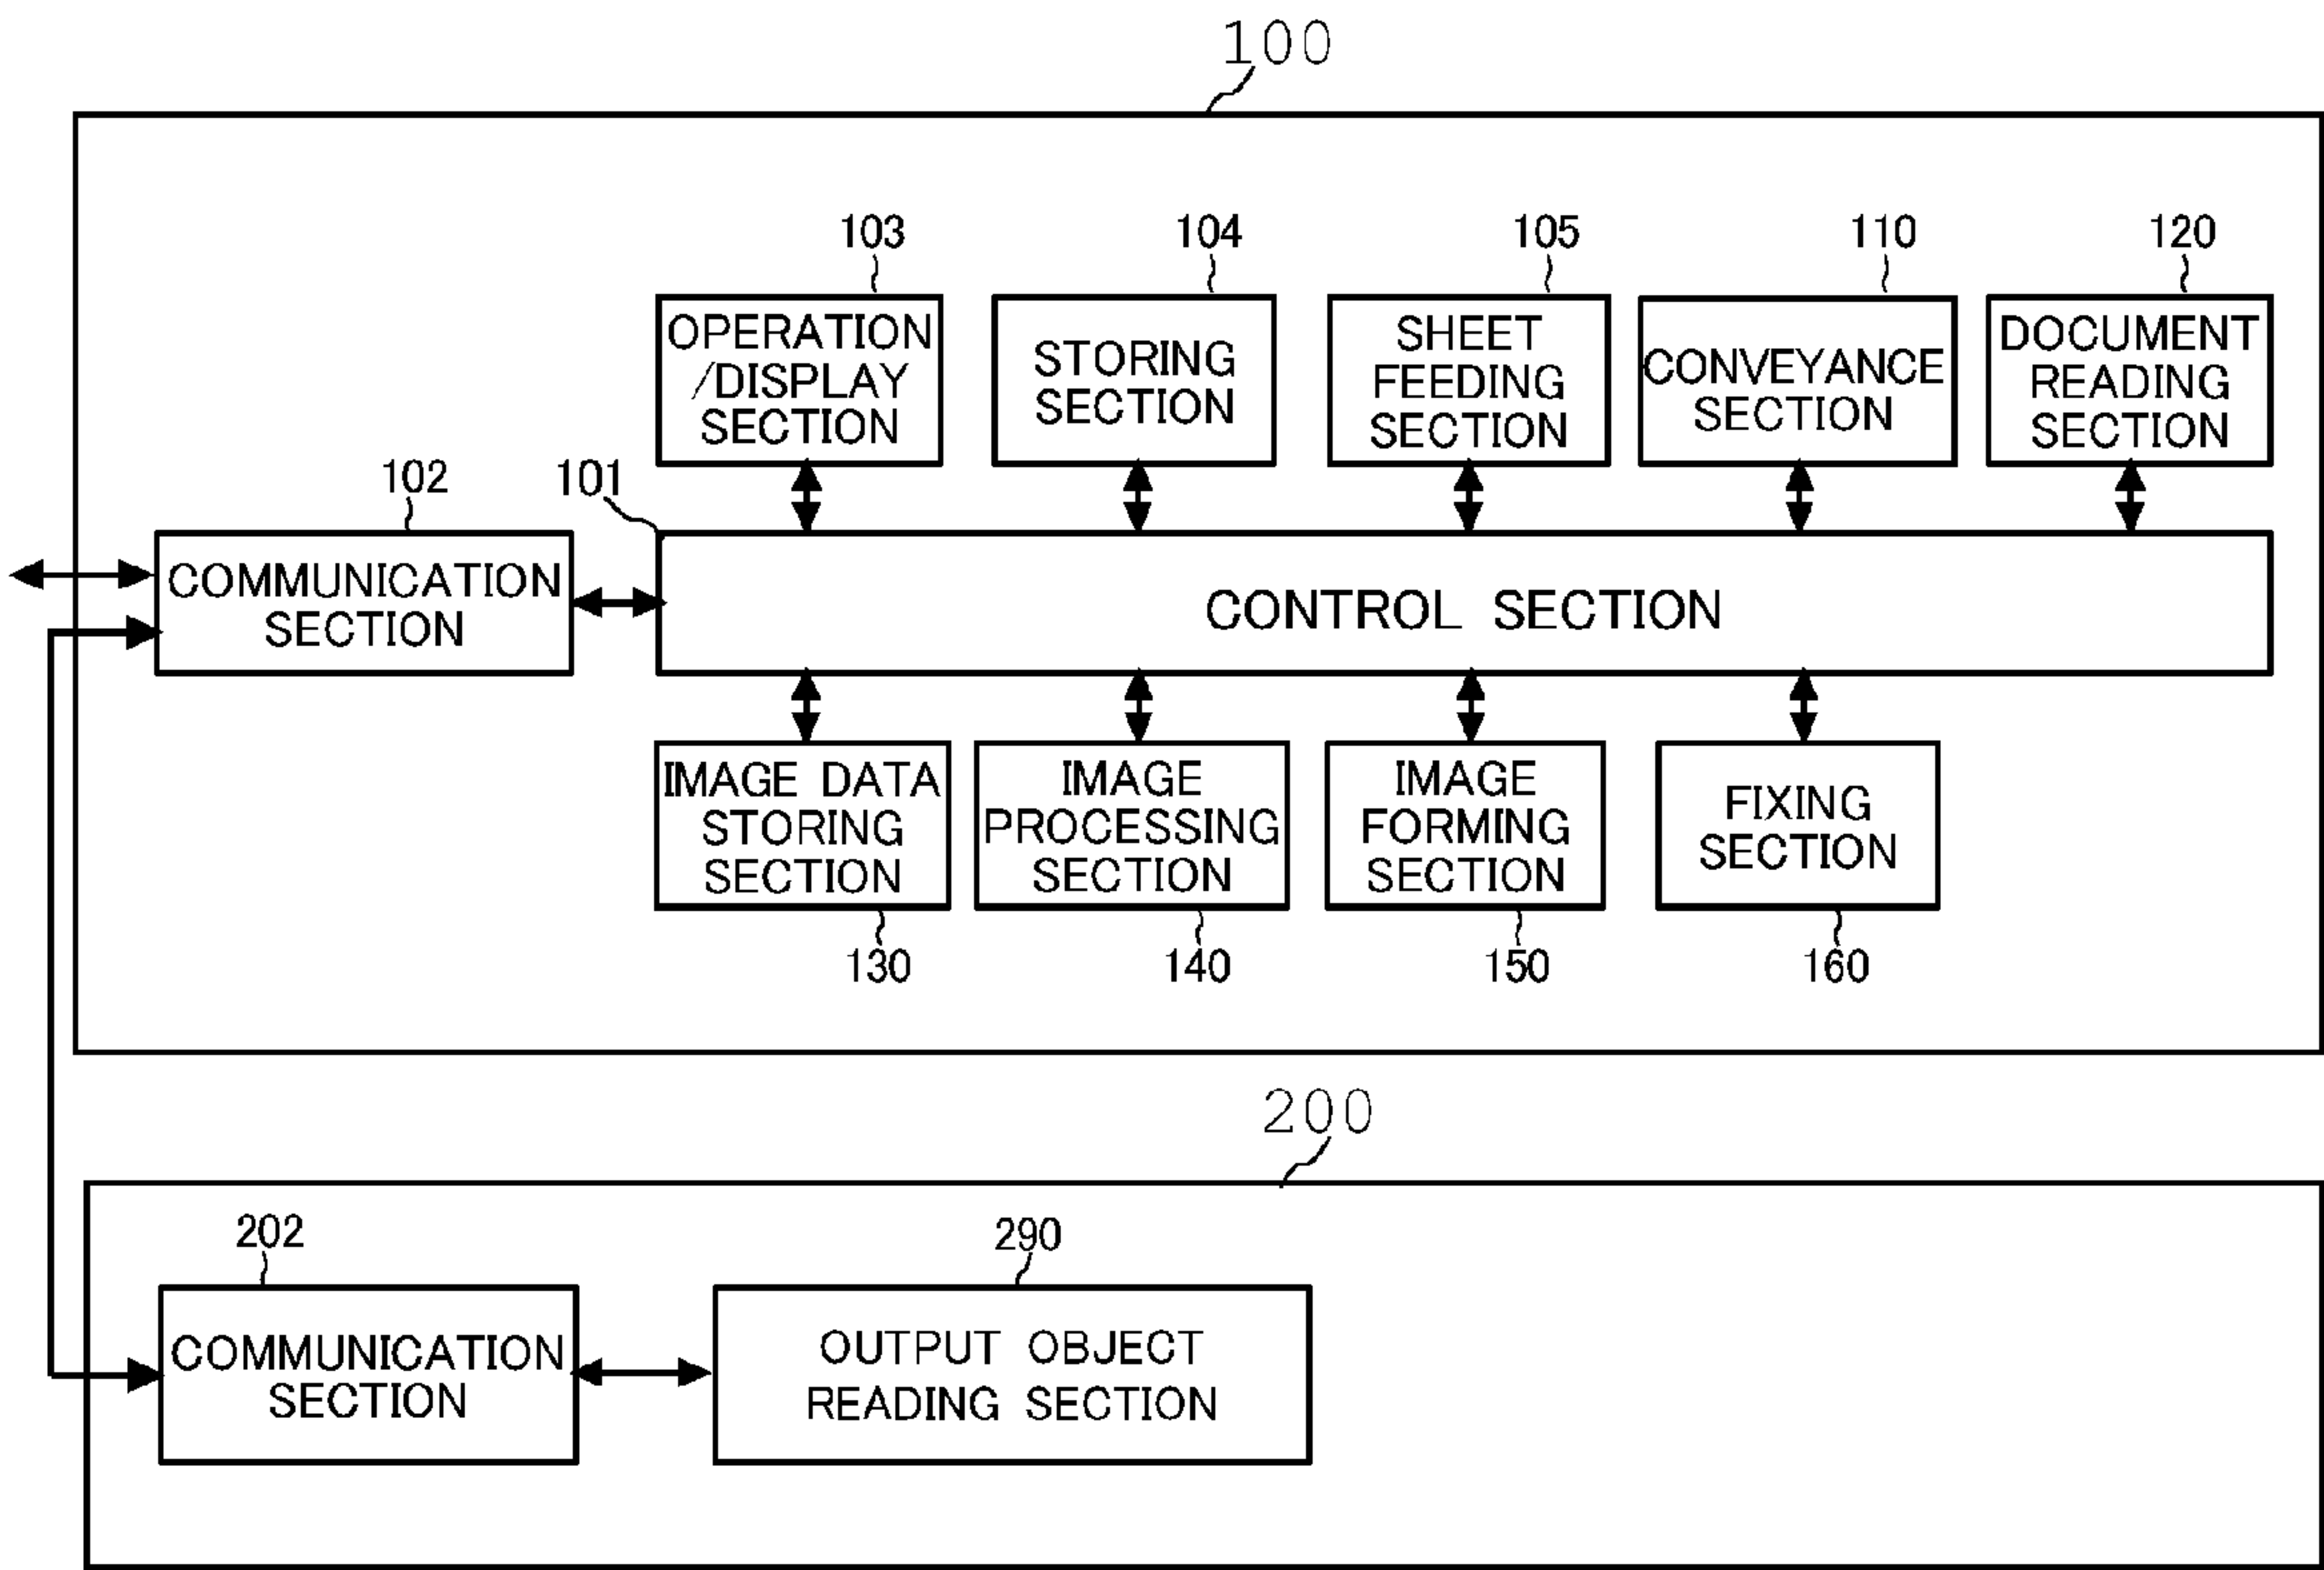 100
103
104
105
110
120
OPERATION
/DISPLAY
SECTION
STORING
SECTION
SHEET
FEEDING
SECTION
CONVEYANCE
SECTION
DOCUMENT
READING
SECTION
102
101
COMMUNICATION
SECTION
CONTROL SECTION
IMAGE DATA
STORING
SECTION
IMAGE
PROCESSING
SECTION
IMAGE
FORMING
SECTION
FIXING
SECTION
130
140
150
160
200
202
290
COMMUNICATION
SECTION
OUTPUT OBJECT
READING SECTION